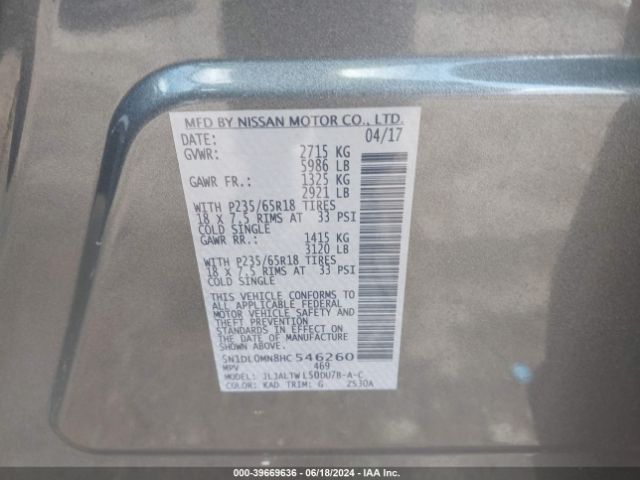 MFD BY NISSAN MOTOR CO., LTD.
DATE: 04/17
GVWR: 2715 KG
5986 LB
GAWR FR.: 1325 KG
2921 LB
WITH P235/65R18 TIRES
18 X 7.5 RIMS AT 33 PSI
COLD SINGLE
GAWR RR.: 1415 KG
3120 LB
WITH P235/65R18 TIRES
18 X 7.5 RIMS AT 33 PSI
COLD SINGLE
THIS VEHICLE CONFORMS TO
ALL APPLICABLE FEDERAL
MOTOR VEHICLE SAFETY AND
THEFT PREVENTION
STANDARDS IN EFFECT ON
THE DATE OF MANUFACTURE
SHOWN ABOVE.
5N1DL0MN8HC 546260
MPV 469
MODEL: JLJALTWL50DU7B-A-C
COLOR: KAD TRIM: G ZS30A
000-39669636 - 06/18/2024 - IAA Inc.